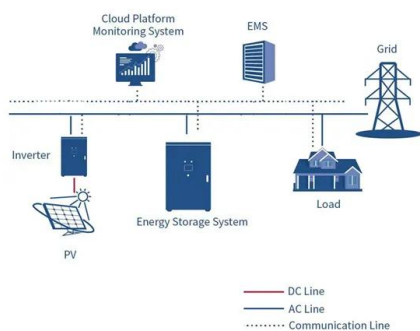 Cloud Platform
Monitoring System
EMS
Grid
Inverter
Energy Storage System
Load
PV
DC Line
AC Line
Communication Line